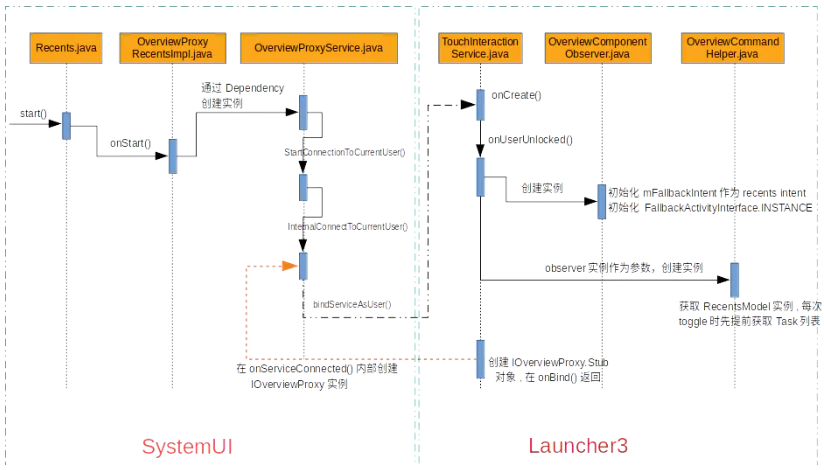 Recents.java
OverviewProxy
RecentsImpl.java
OverviewProxyService.java
TouchInteraction
Service.java
OverviewComponent
Observer.java
OverviewCommand
Helper.java
start()
onStart()
通过 Dependency
创建实例
StartConnectionToCurrentUser()
InternalConnectToCurrentUser()
bindServiceAsUser()
在 onServiceConnected() 内部创建
IOverviewProxy 实例
onCreate()
onUserUnlocked()
创建实例
初始化 mFallbackIntent 作为 recents intent
初始化 FallbackActivityInterface.INSTANCE
observer 实例作为参数，创建实例
获取 RecentsModel 实例 , 每次
toggle 时先提前获取 Task 列表
创建 IOverviewProxy.Stub
对象 , 在 onBind() 返回
SystemUI
Launcher3